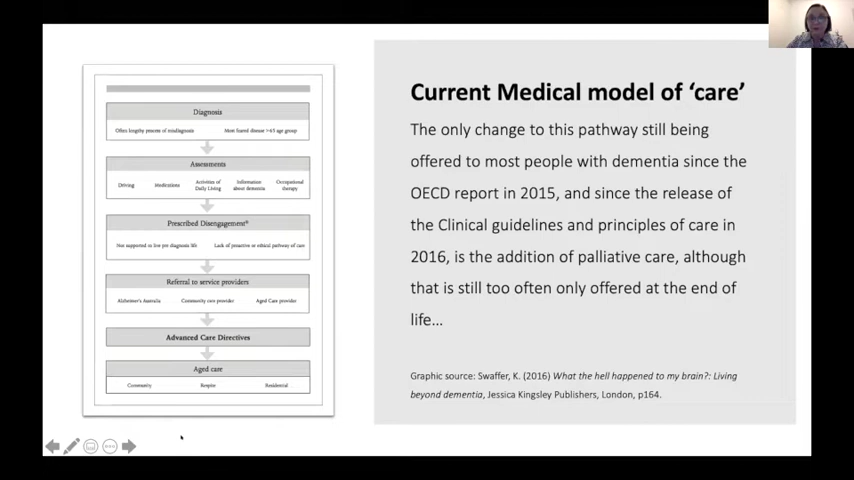 Diagnosis
Often lengthy process of misdiagnosis Most feared disease >65 age group
Assessments
Driving Medications Activities of Daily Living Information about dementia Occupational therapy
Prescribed Disengagement®
Not supported to live pre diagnosis life Lack of proactive or ethical pathway of care
Referral to service providers
Alzheimer's Australia Community care provider Aged Care provider
Advanced Care Directives
Aged care
Community Respite Residential
Current Medical model of 'care'
The only change to this pathway still being
offered to most people with dementia since the
OECD report in 2015, and since the release of
the Clinical guidelines and principles of care in
2016, is the addition of palliative care, although
that is still too often only offered at the end of
life…
Graphic source: Swaffer, K. (2016) What the hell happened to my brain?: Living
beyond dementia, Jessica Kingsley Publishers, London, p164.